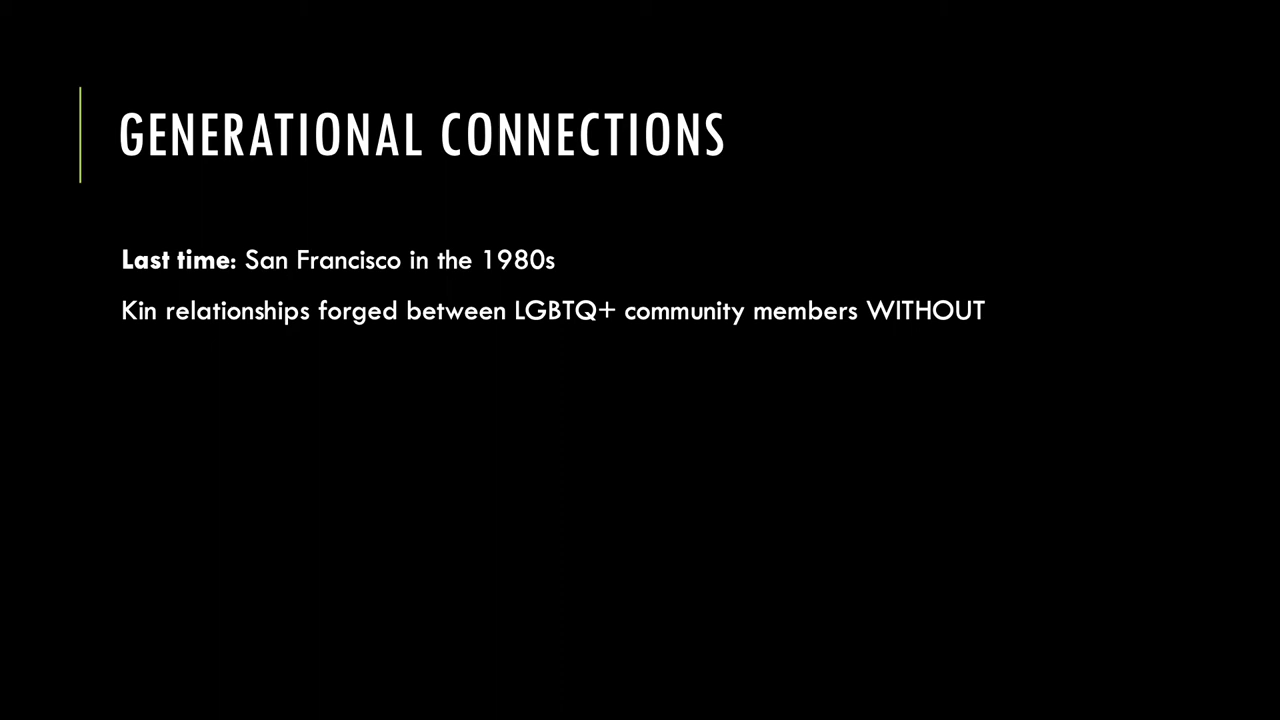 GENERATIONAL CONNECTIONS
Last time: San Francisco in the 1980s
Kin relationships forged between LGBTQ+ community members WITHOUT